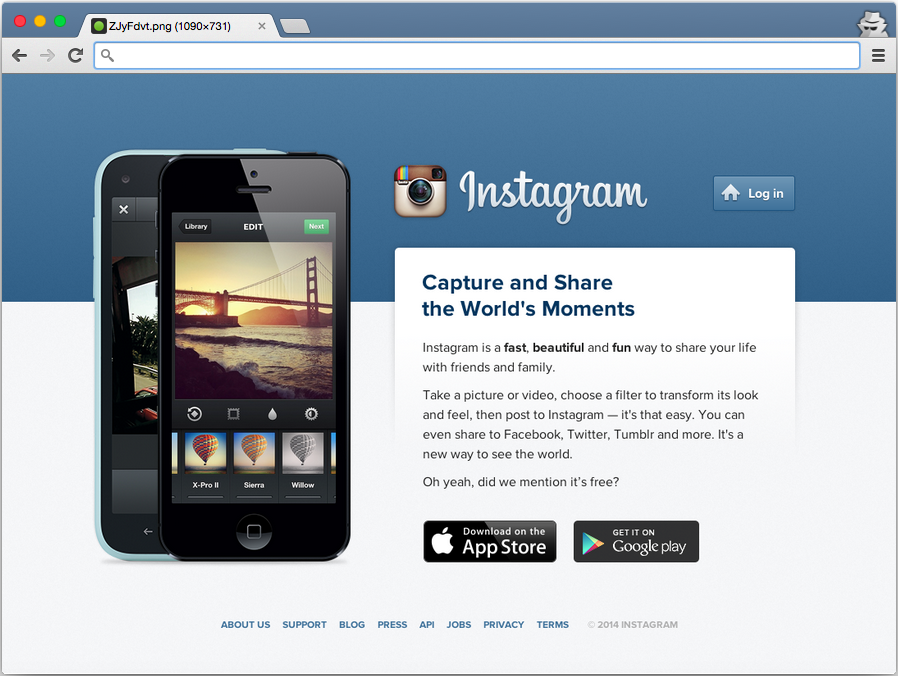 ZJyFdvt.png (1090×731)
Instagram
Log in
Library
EDIT
Next
X-Pro II
Sierra
Willow
Capture and Share
the World's Moments
Instagram is a fast, beautiful and fun way to share your life
with friends and family.
Take a picture or video, choose a filter to transform its look
and feel, then post to Instagram — it's that easy. You can
even share to Facebook, Twitter, Tumblr and more. It's a
new way to see the world.
Oh yeah, did we mention it’s free?
Download on the
App Store
GET IT ON
Google play
ABOUT US SUPPORT BLOG PRESS API JOBS PRIVACY TERMS © 2014 INSTAGRAM